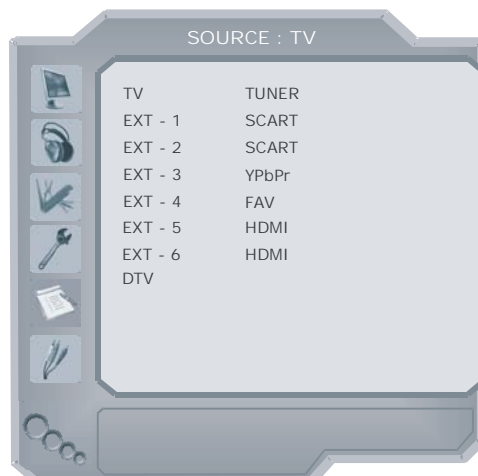 SOURCE : TV
TV TUNER
EXT - 1 SCART
EXT - 2 SCART
EXT - 3 YPbPr
EXT - 4 FAV
EXT - 5 HDMI
EXT - 6 HDMI
DTV